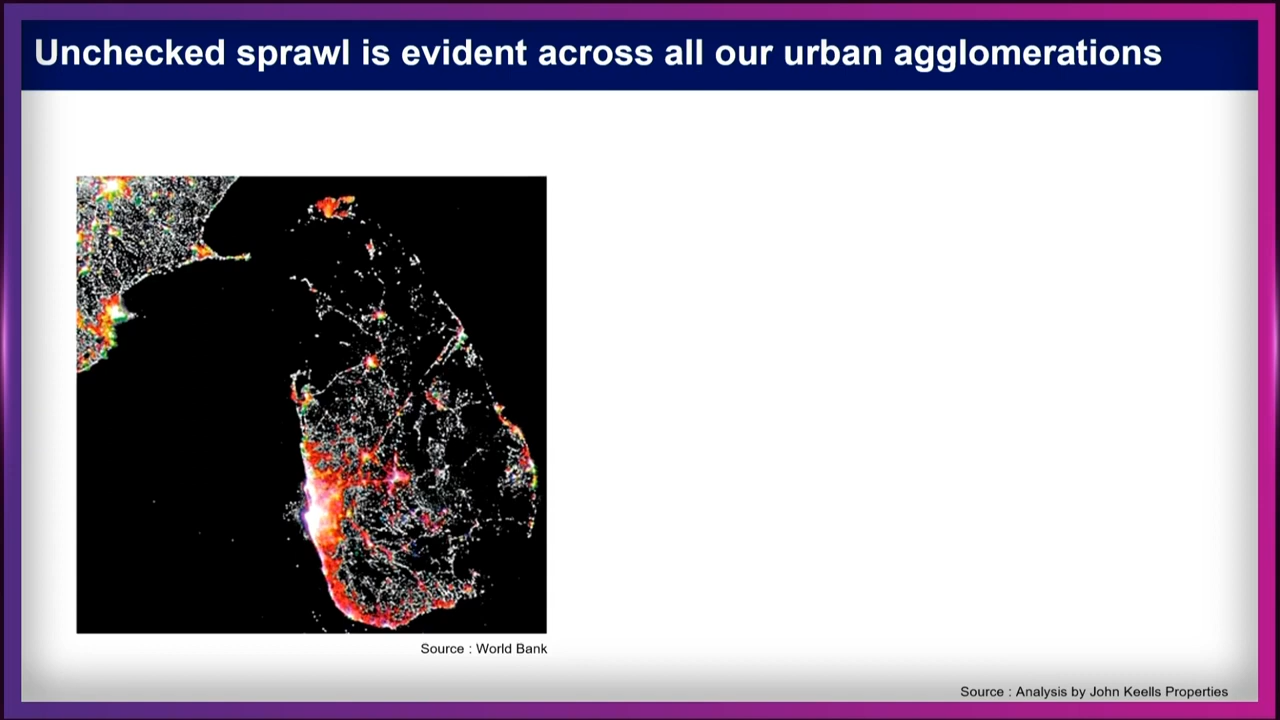 Unchecked sprawl is evident across all our urban agglomerations
Source : World Bank
Source : Analysis by John Keells Properties